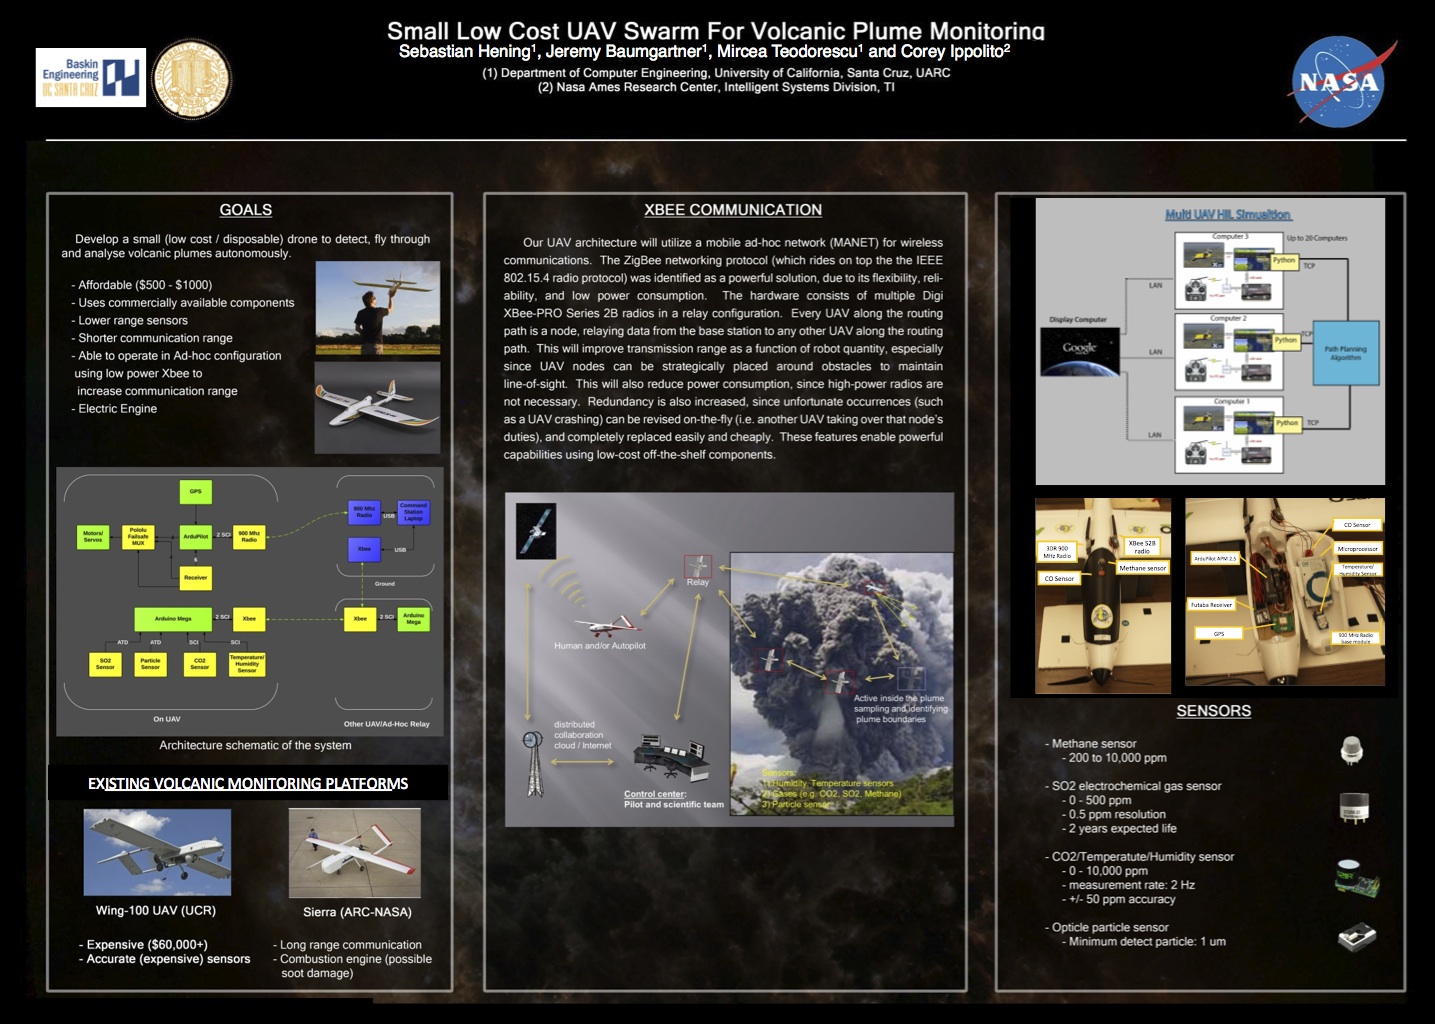 Small Low Cost UAV Swarm For Volcanic Plume Monitoring
Sebastian Hening¹, Jeremy Baumgartner¹, Mircea Teodorescu¹ and Corey Ippolito²
(1) Department of Computer Engineering, University of California, Santa Cruz, UARC
(2) Nasa Ames Research Center, Intelligent Systems Division, TI
Baskin
Engineering
UC SANTA CRUZ
NASA
GOALS
Develop a small (low cost / disposable) drone to detect, fly through
and analyse volcanic plumes autonomously.
- Affordable ($500 - $1000)
- Uses commercially available components
- Lower range sensors
- Shorter communication range
- Able to operate in Ad-hoc configuration
using low power Xbee to
increase communication range
- Electric Engine
GPS
Motors/
Servos
Pololu
Failsafe
MUX
ArduPilot
2 SCI
900 Mhz
Radio
Receiver
Arduino Mega
2 SCI
Xbee
ATD
ATD
SCI
SCI
SO2
Sensor
Particle
Sensor
CO2
Sensor
Temperature/
Humidity
Sensor
On UAV
900 Mhz
Radio
USB
Command
Station
Laptop
Xbee
USB
Ground
Xbee
2 SCI
Arduino
Mega
Other UAV/Ad-Hoc Relay
Architecture schematic of the system
EXISTING VOLCANIC MONITORING PLATFORMS
Wing-100 UAV (UCR)
- Expensive ($60,000+)
- Accurate (expensive) sensors
Sierra (ARC-NASA)
- Long range communication
- Combustion engine (possible
soot damage)
XBEE COMMUNICATION
Our UAV architecture will utilize a mobile ad-hoc network (MANET) for wireless
communications. The ZigBee networking protocol (which rides on top the the IEEE
802.15.4 radio protocol) was identified as a powerful solution, due to its flexibility, reli-
ability, and low power consumption. The hardware consists of multiple Digi
XBee-PRO Series 2B radios in a relay configuration. Every UAV along the routing
path is a node, relaying data from the base station to any other UAV along the routing
path. This will improve transmission range as a function of robot quantity, especially
since UAV nodes can be strategically placed around obstacles to maintain
line-of-sight. This will also reduce power consumption, since high-power radios are
not necessary. Redundancy is also increased, since unfortunate occurrences (such
as a UAV crashing) can be revised on-the-fly (i.e. another UAV taking over that node's
duties), and completely replaced easily and cheaply. These features enable powerful
capabilities using low-cost off-the-shelf components.
Relay
Human and/or Autopilot
distributed
collaboration
cloud / Internet
Control center:
Pilot and scientific team
Active inside the plume
sampling and identifying
plume boundaries
Sensors:
1) Humidity, Temperature sensors
2) Gases (e.g. CO2, SO2, Methane)
3) Particle sensor
Multi UAV HIL Simualtion
Computer 3
Up to 20 Computers
Python
TCP
LAN
Display Computer
Google
Computer 2
Python
TCP
LAN
Path Planning
Algorithm
Computer 1
Python
TCP
LAN
3DR 900
MHz Radio
XBee S2B
radio
Methane sensor
CO Sensor
CO Sensor
Microprocessor
ArduPilot APM 2.5
Temperature/
Humidity Sensor
Futaba Receiver
GPS
900 MHz Radio
base module
SENSORS
- Methane sensor
- 200 to 10,000 ppm
- SO2 electrochemical gas sensor
- 0 - 500 ppm
- 0.5 ppm resolution
- 2 years expected life
- CO2/Temperatute/Humidity sensor
- 0 - 10,000 ppm
- measurement rate: 2 Hz
- +/- 50 ppm accuracy
- Opticle particle sensor
- Minimum detect particle: 1 um